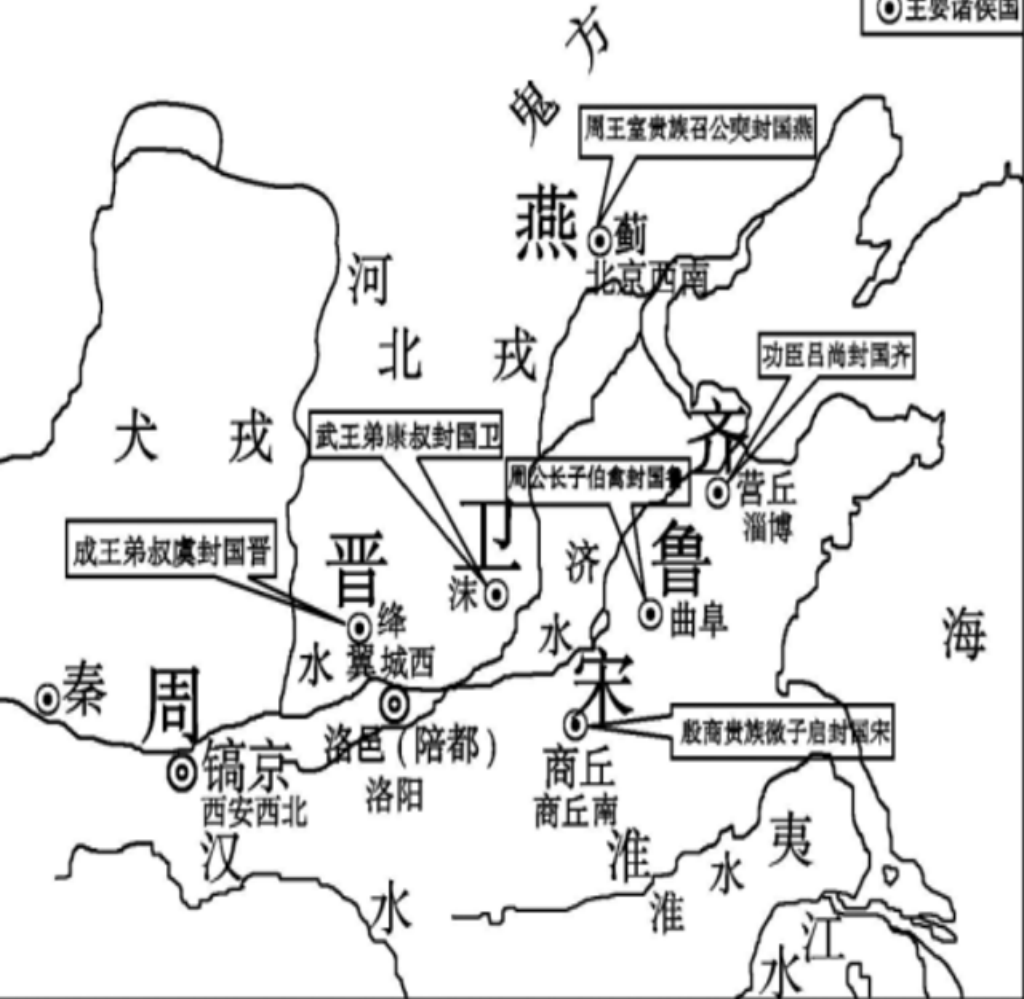 主要诸侯国
鬼方
周王室贵族召公奭封国燕
燕
蓟
北京西南
河
水
北戎
犬戎
功臣吕尚封国齐
齐
营丘
淄博
武王弟康叔封国卫
卫
沬
周公长子伯禽封国鲁
鲁
曲阜
济水
成王弟叔虞封国晋
晋
绛
翼城西
海
秦
周
镐京
西安西北
洛邑(陪都)
洛阳
宋
商丘
商丘南
殷商贵族微子启封国宋
汉水
淮夷
淮水
江水